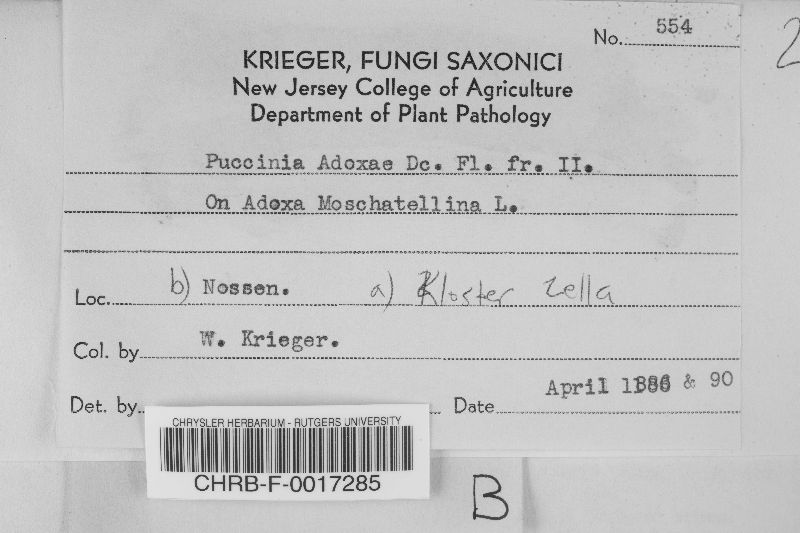 No. 554
2
KRIEGER, FUNGI SAXONICI
New Jersey College of Agriculture
Department of Plant Pathology
Puccinia Adoxae Dc. Fl. fr. II.
On Adoxa Moschatellina L.
Loc. b) Nossen. a) Kloster Zella
Col. by W. Krieger.
Det. by Date April 1886 & 90
CHRYSLER HERBARIUM - RUTGERS UNIVERSITY
CHRB-F-0017285
B